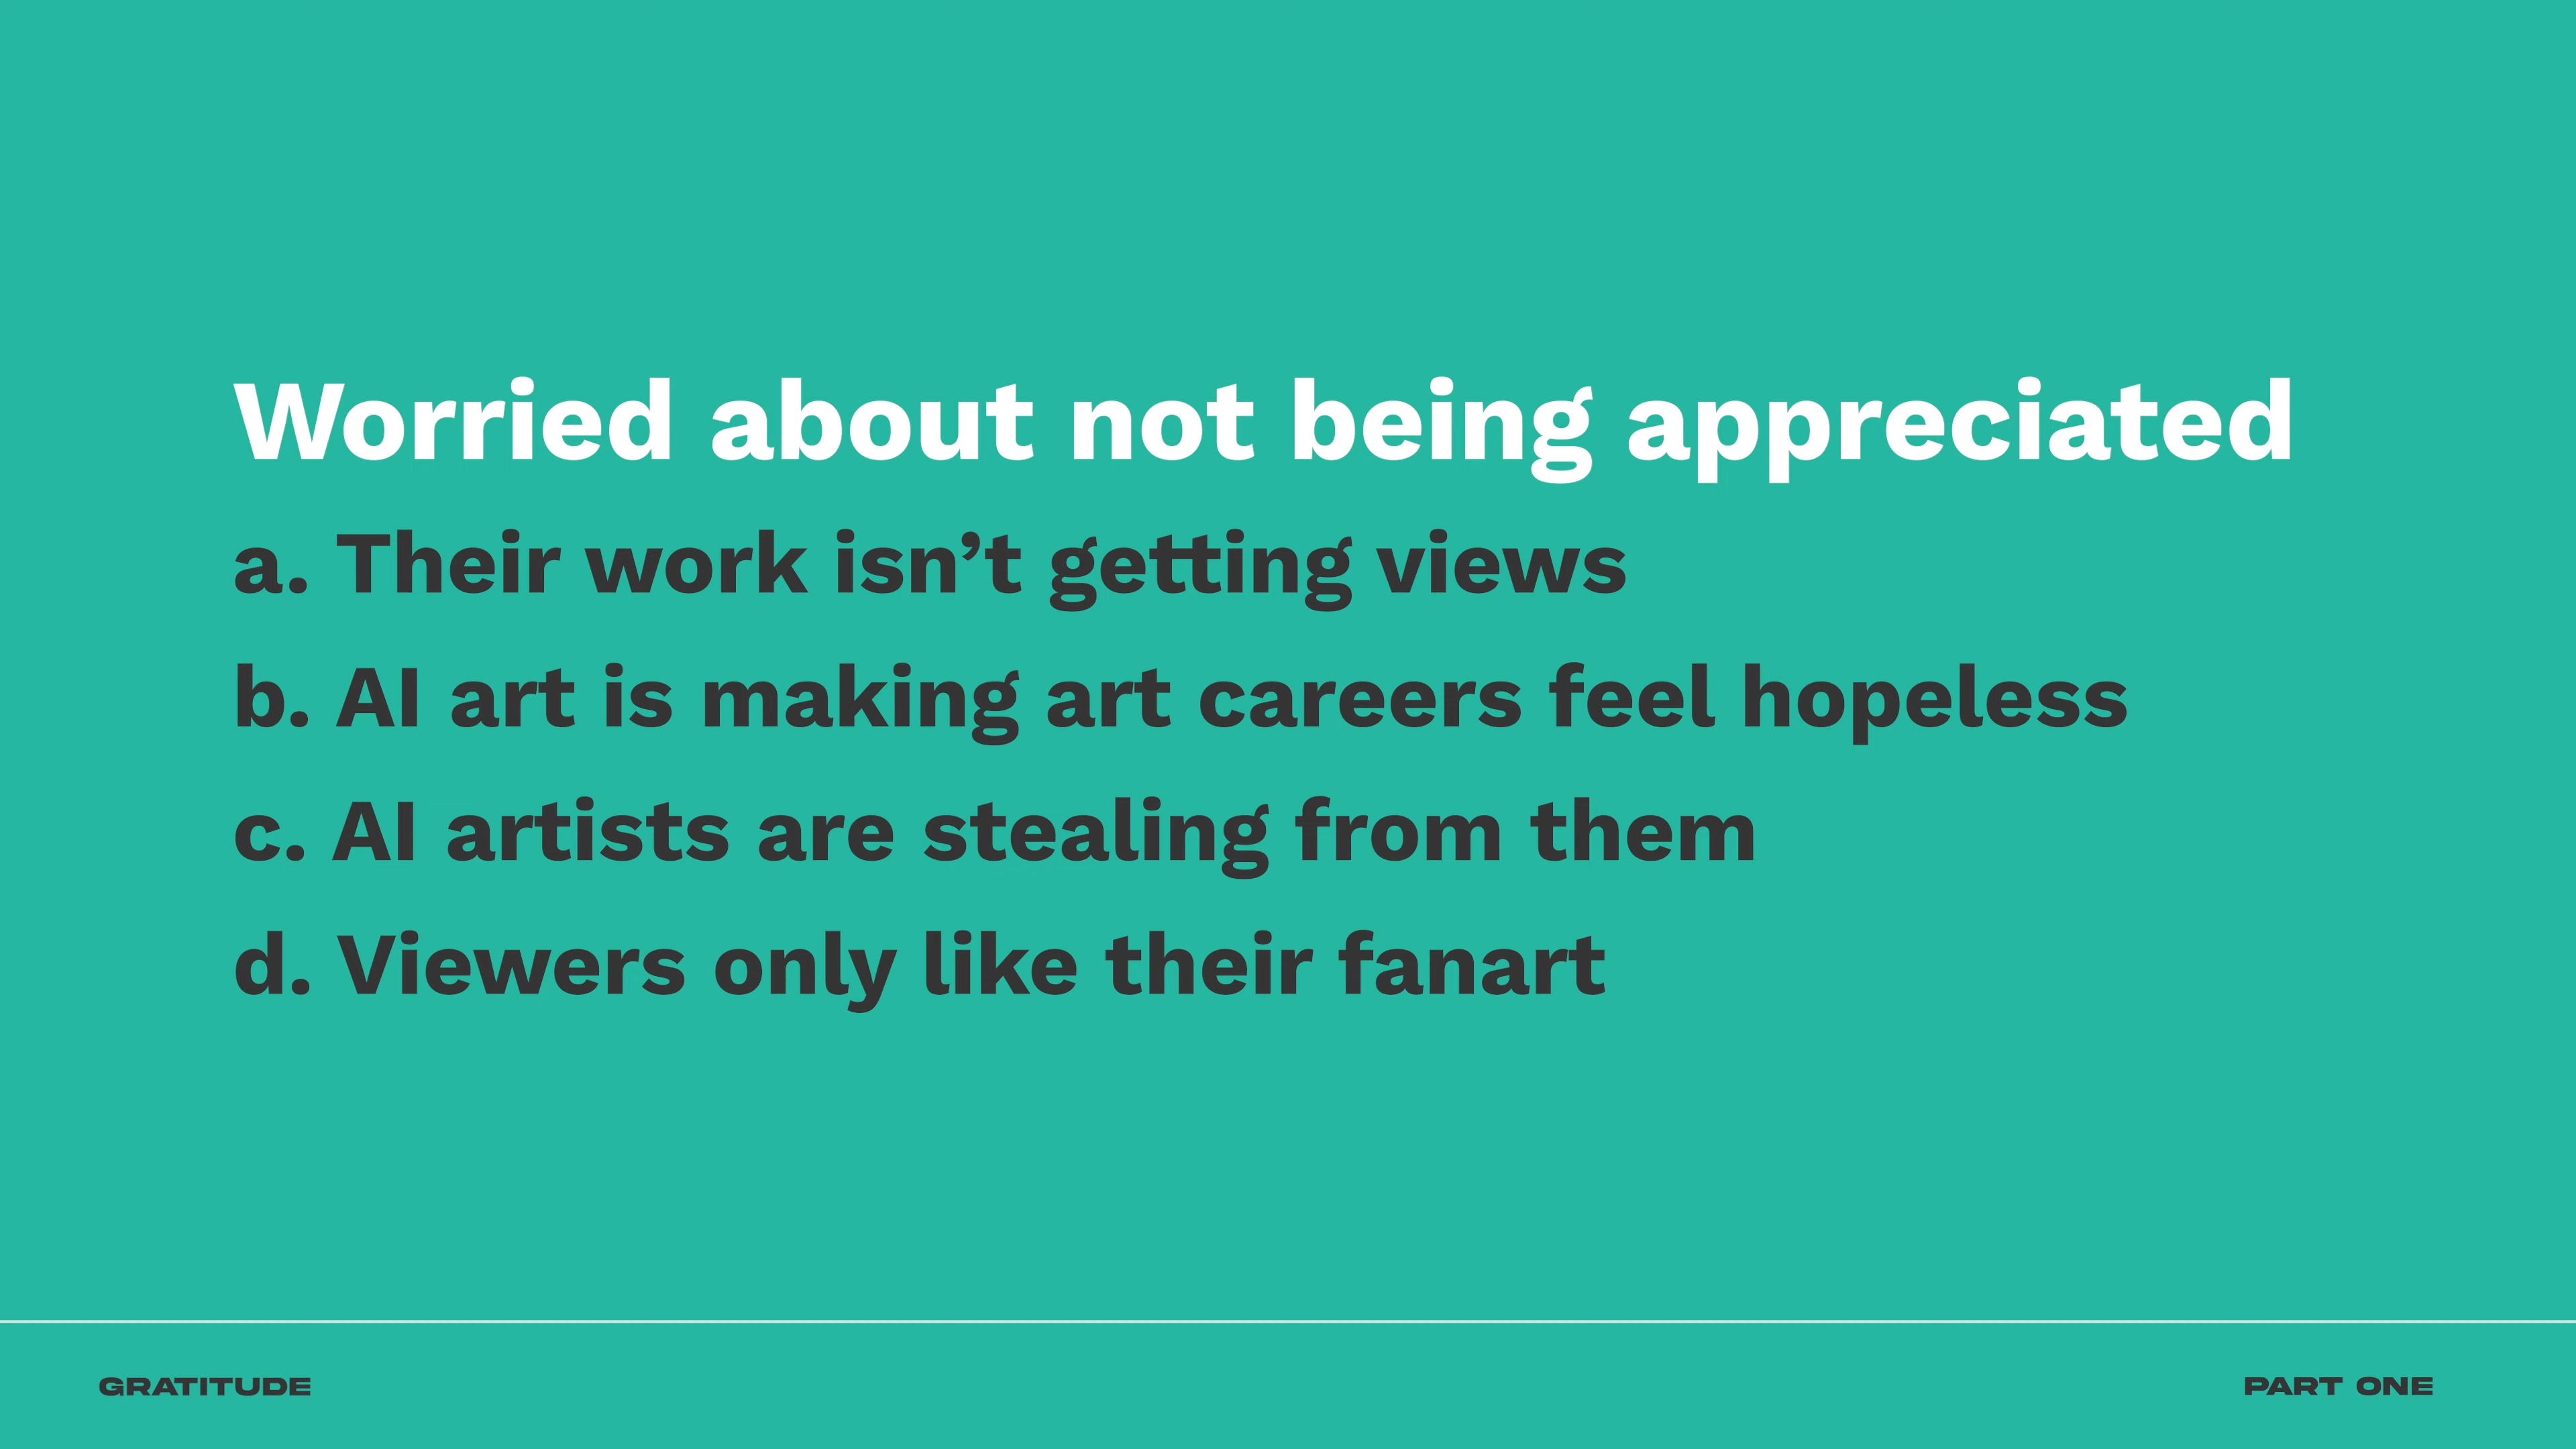 Worried about not being appreciated
a. Their work isn’t getting views
b. AI art is making art careers feel hopeless
c. AI artists are stealing from them
d. Viewers only like their fanart
GRATITUDE
PART ONE